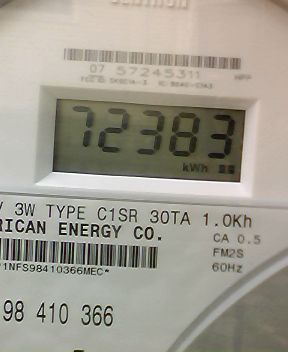 07 57245311
72383
kWh
V 3W TYPE C1SR 30TA 1.0Kh
RICAN ENERGY CO. CA 0.5
FM2S
*1NFS98410366MEC* 60Hz
98 410 366